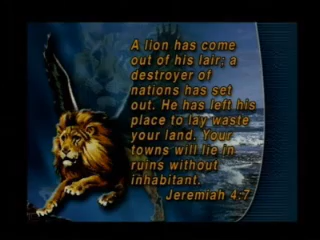 A lion has come
out of his lair; a
destroyer of
nations has set
out. He has left his
place to lay waste
your land. Your
towns will lie in
ruins without
inhabitant.
Jeremiah 4:7